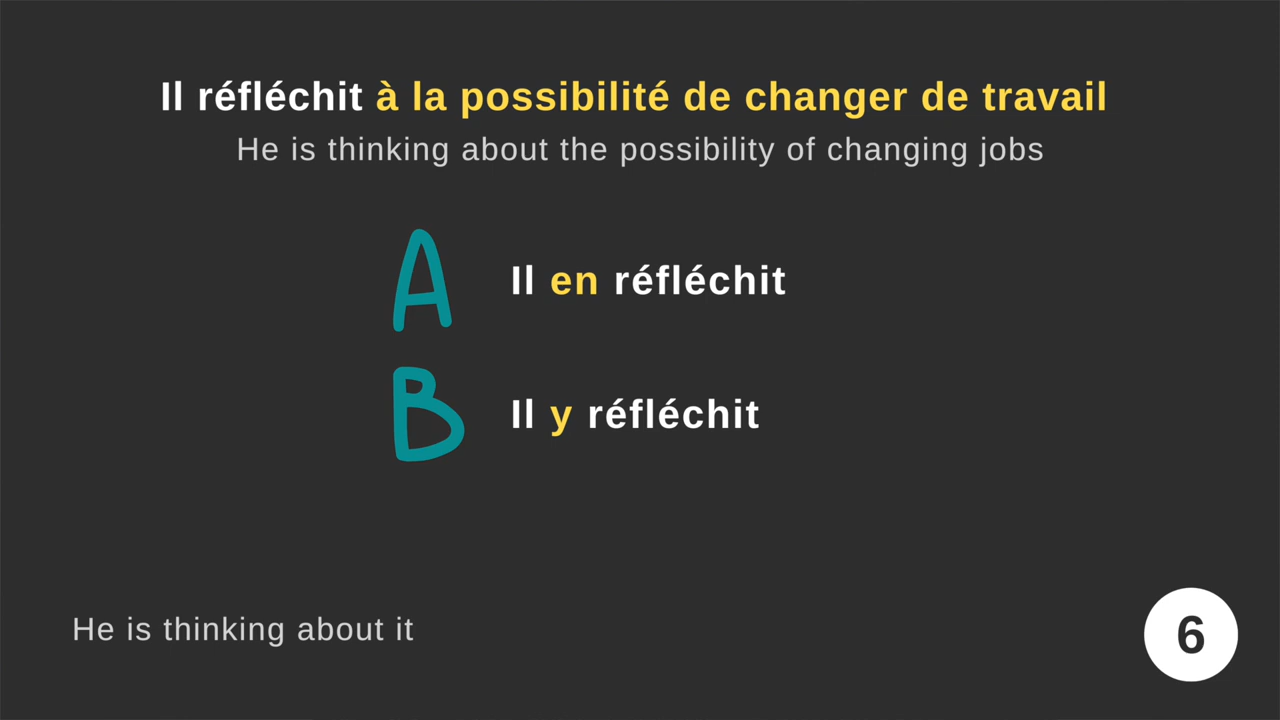 Il réfléchit à la possibilité de changer de travail
He is thinking about the possibility of changing jobs
A Il en réfléchit
B Il y réfléchit
He is thinking about it
6